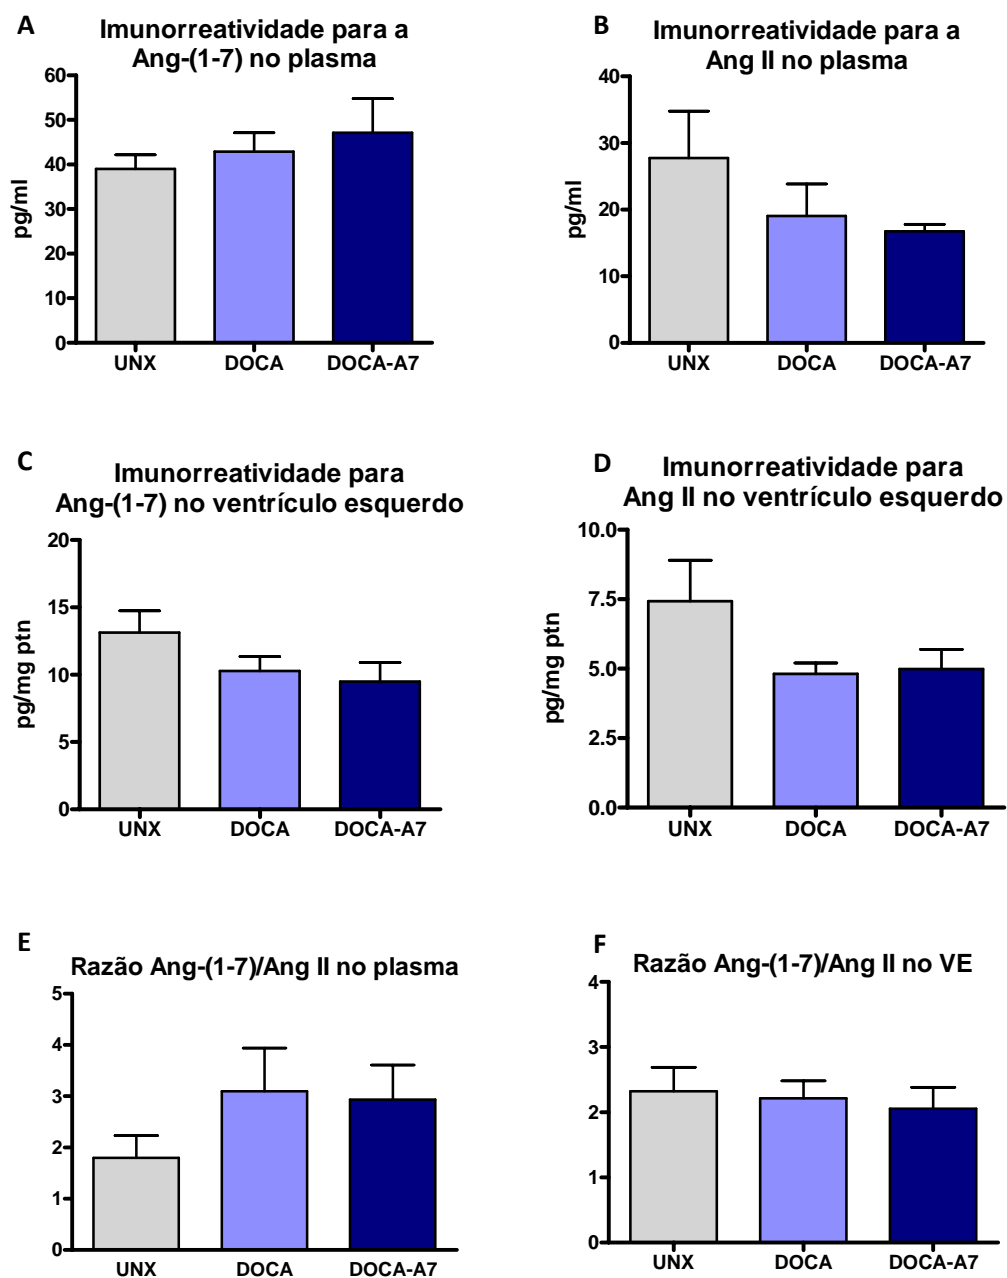 A
Imunorreatividade para a
Ang-(1-7) no plasma
60
50
40
30
20
10
0
pg/ml
UNX DOCA DOCA-A7
B
Imunorreatividade para a
Ang II no plasma
40
30
20
10
0
pg/ml
UNX DOCA DOCA-A7
C
Imunorreatividade para
Ang-(1-7) no ventrículo esquerdo
20
15
10
5
0
pg/mg ptn
UNX DOCA DOCA-A7
D
Imunorreatividade para
Ang II no ventrículo esquerdo
10.0
7.5
5.0
2.5
0.0
pg/mg ptn
UNX DOCA DOCA-A7
E
Razão Ang-(1-7)/Ang II no plasma
5
4
3
2
1
0
UNX DOCA DOCA-A7
F
Razão Ang-(1-7)/Ang II no VE
4
3
2
1
0
UNX DOCA DOCA-A7